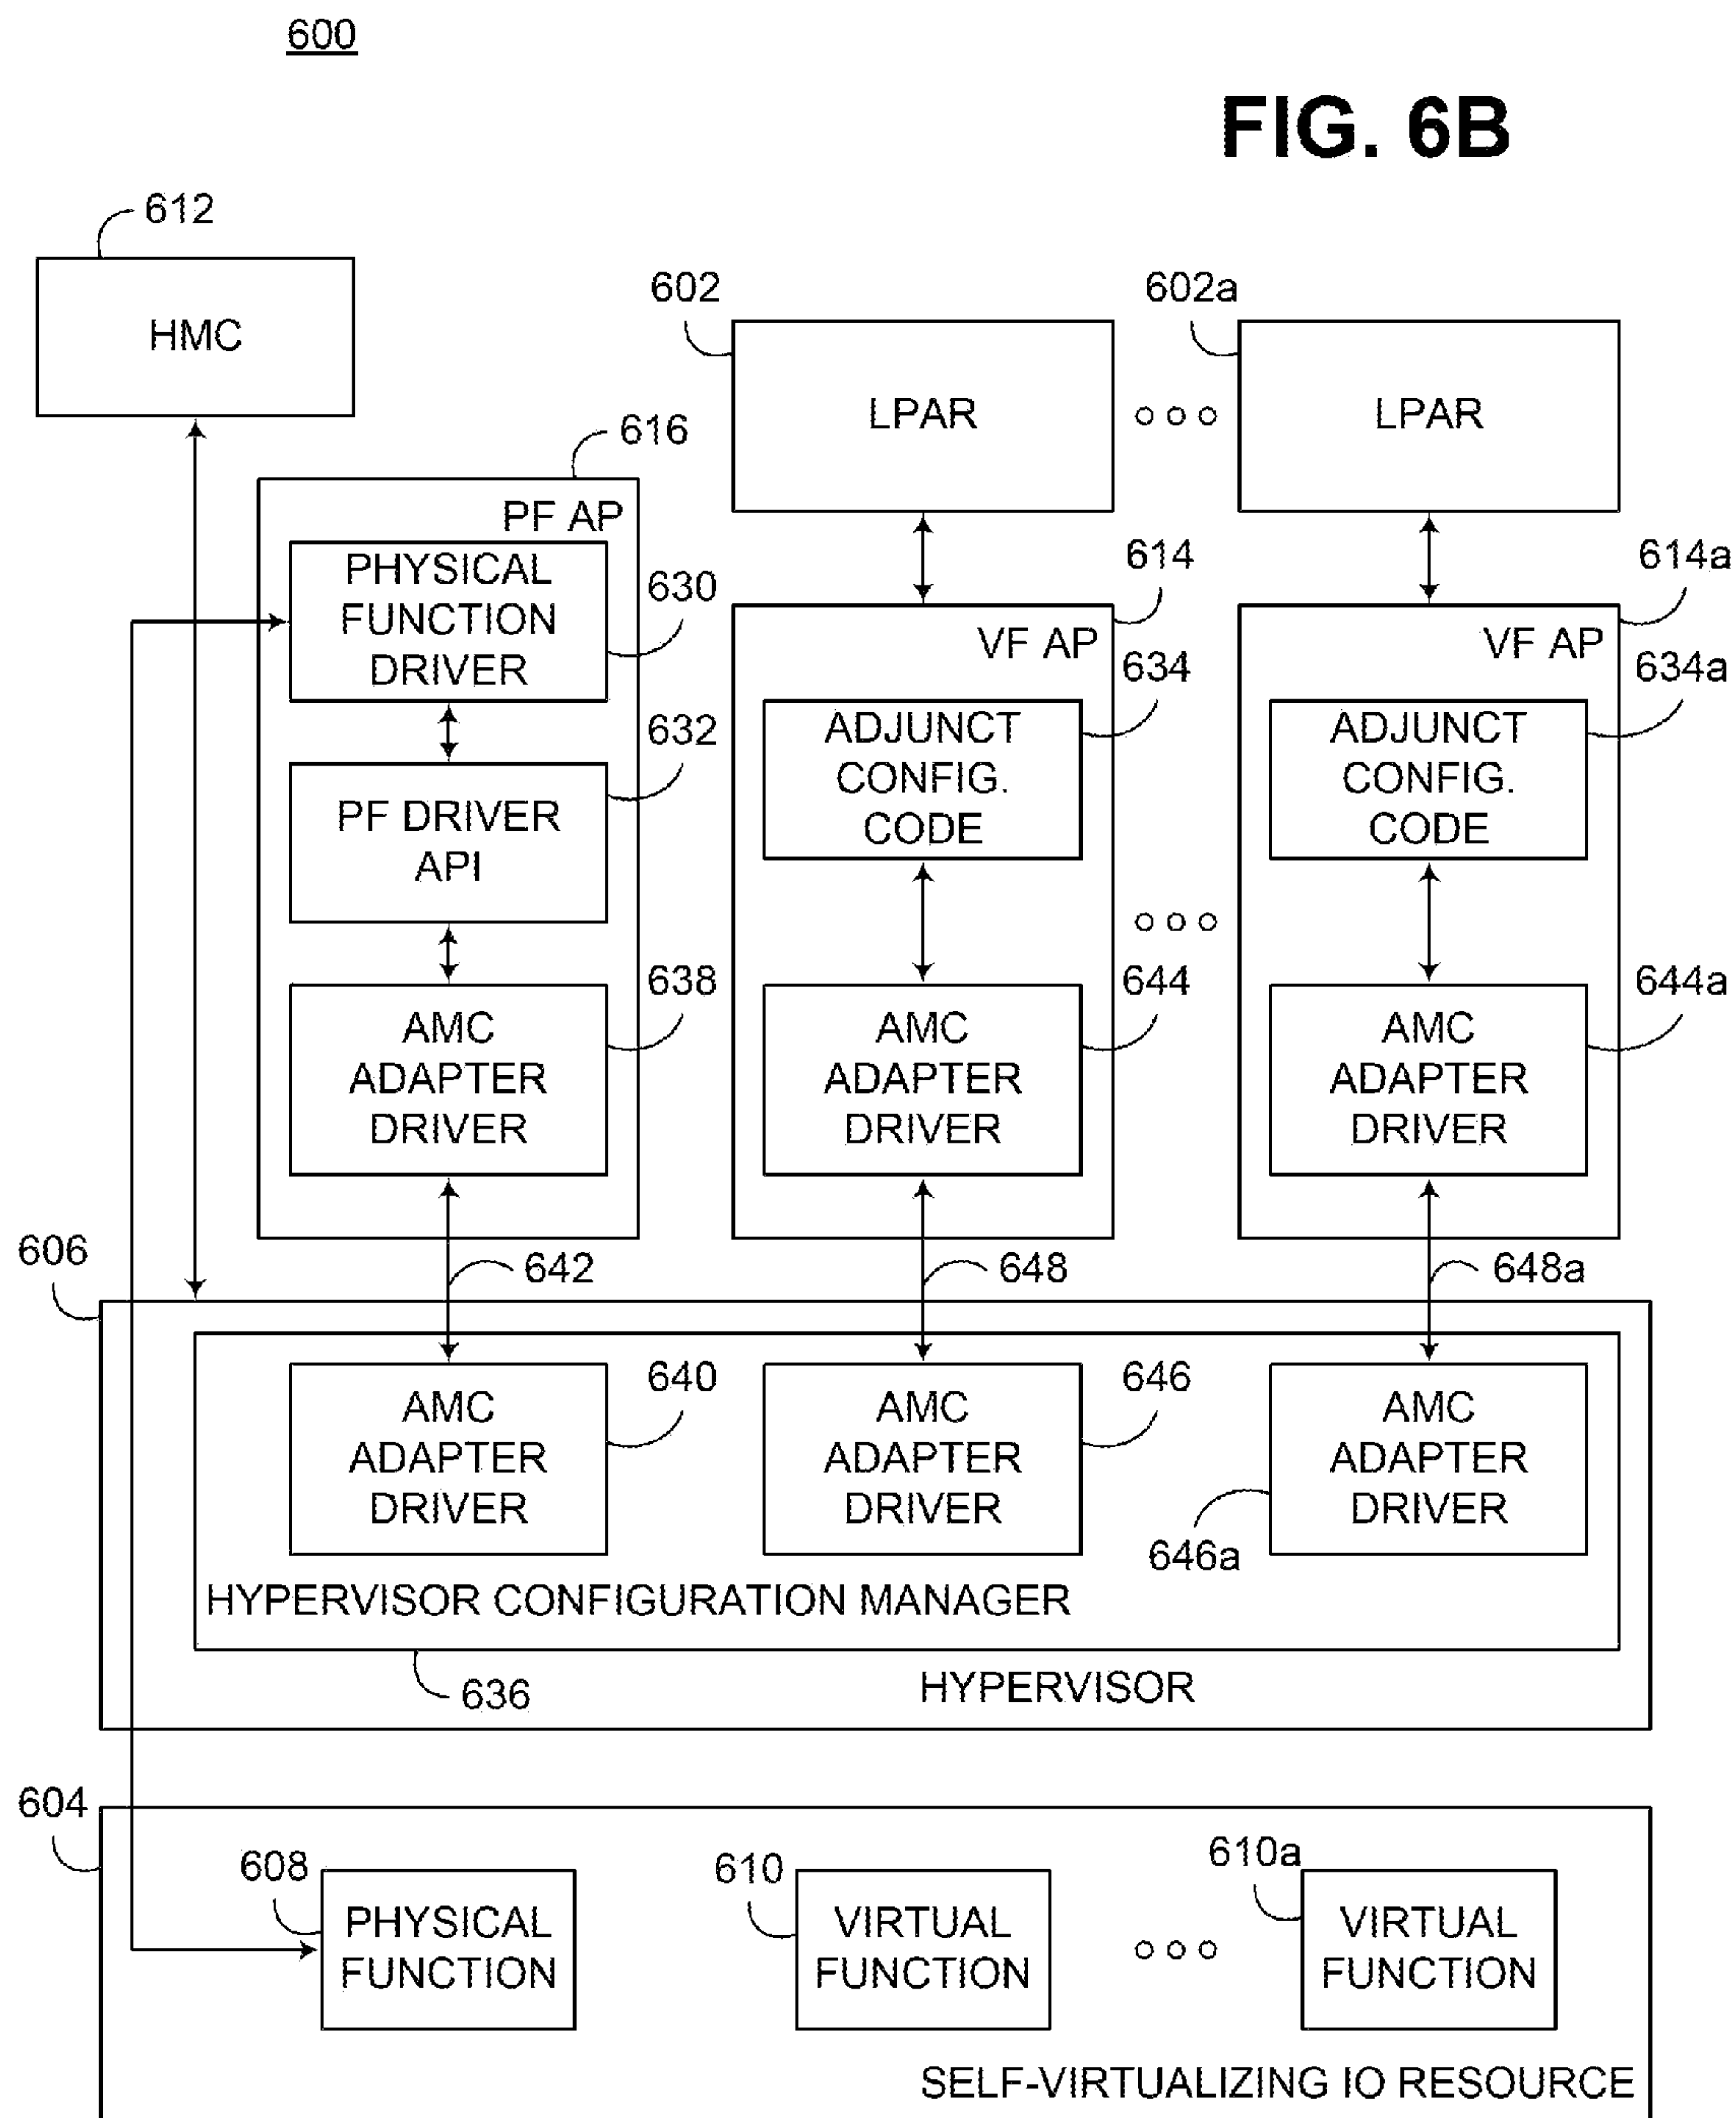 600
FIG. 6B
612
HMC
602
LPAR
602a
LPAR
616
PF AP
PHYSICAL
FUNCTION
DRIVER
630
632
PF DRIVER
API
638
AMC
ADAPTER
DRIVER
614
VF AP
634
ADJUNCT
CONFIG.
CODE
644
AMC
ADAPTER
DRIVER
614a
VF AP
634a
ADJUNCT
CONFIG.
CODE
644a
AMC
ADAPTER
DRIVER
606
642
648
648a
AMC
ADAPTER
DRIVER
640
AMC
ADAPTER
DRIVER
646
AMC
ADAPTER
DRIVER
646a
HYPERVISOR CONFIGURATION MANAGER
636
HYPERVISOR
604
608
PHYSICAL
FUNCTION
610
VIRTUAL
FUNCTION
610a
VIRTUAL
FUNCTION
SELF-VIRTUALIZING IO RESOURCE